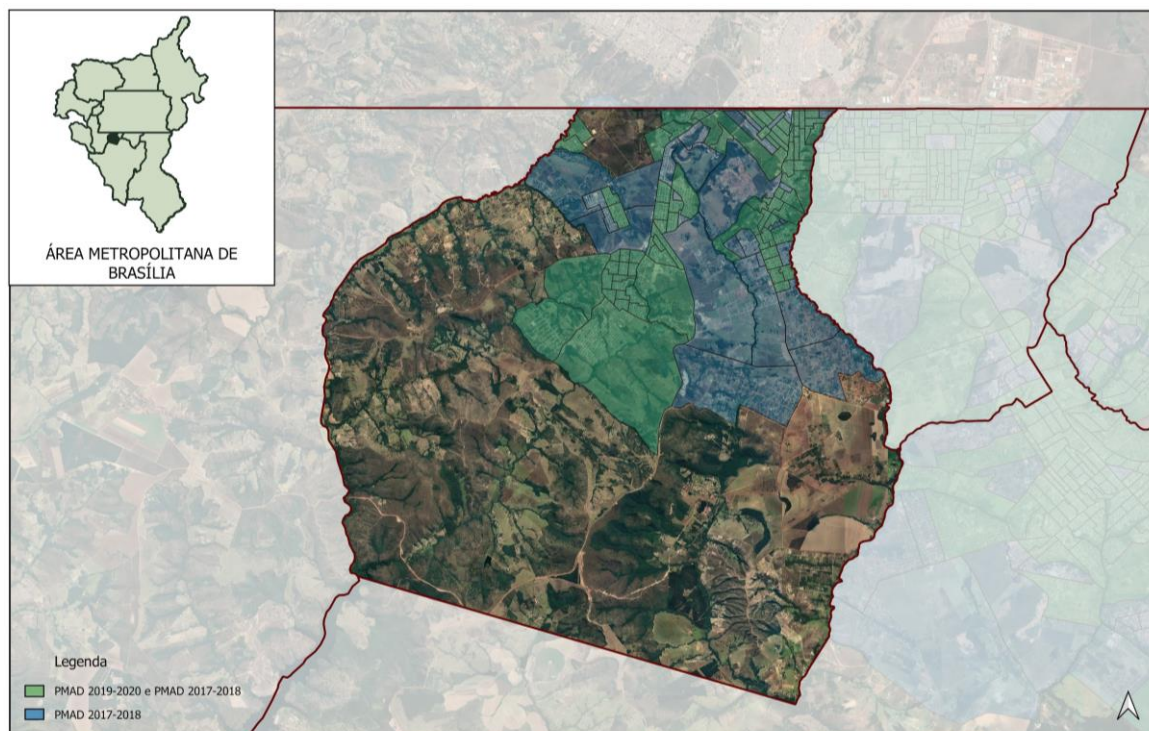 ÁREA METROPOLITANA DE
BRASÍLIA
Legenda
PMAD 2019-2020 e PMAD 2017-2018
PMAD 2017-2018